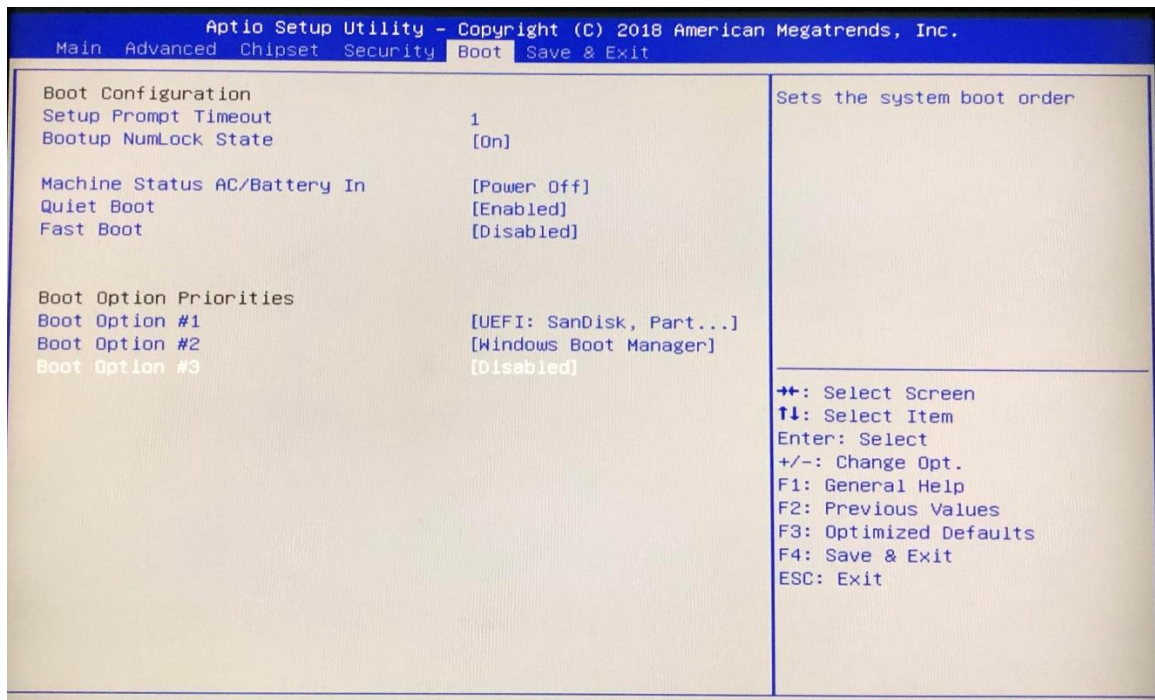 Aptio Setup Utility – Copyright (C) 2018 American Megatrends, Inc.
Main Advanced Chipset Security Boot Save & Exit
Boot Configuration
Setup Prompt Timeout 1
Bootup NumLock State [On]
Machine Status AC/Battery In [Power Off]
Quiet Boot [Enabled]
Fast Boot [Disabled]
Boot Option Priorities
Boot Option #1 [UEFI: SanDisk, Part...]
Boot Option #2 [Windows Boot Manager]
Boot Option #3 [Disabled]
Sets the system boot order
→←: Select Screen
↑↓: Select Item
Enter: Select
+/-: Change Opt.
F1: General Help
F2: Previous Values
F3: Optimized Defaults
F4: Save & Exit
ESC: Exit